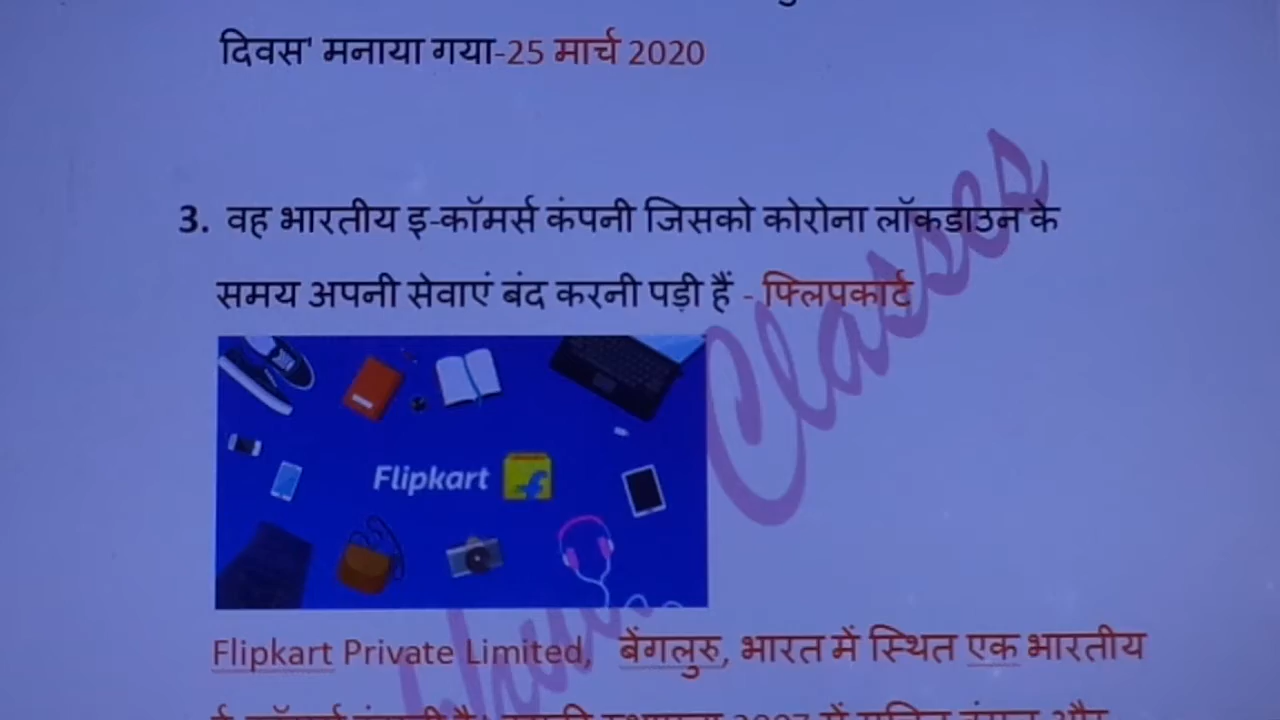 दिवस' मनाया गया-25 मार्च 2020
3. वह भारतीय इ-कॉमर्स कंपनी जिसको कोरोना लॉकडाउन के
समय अपनी सेवाएं बंद करनी पड़ी हैं - फ्लिपकार्ट
Classes
Flipkart
Flipkart Private Limited, बेंगलुरु, भारत में स्थित एक भारतीय